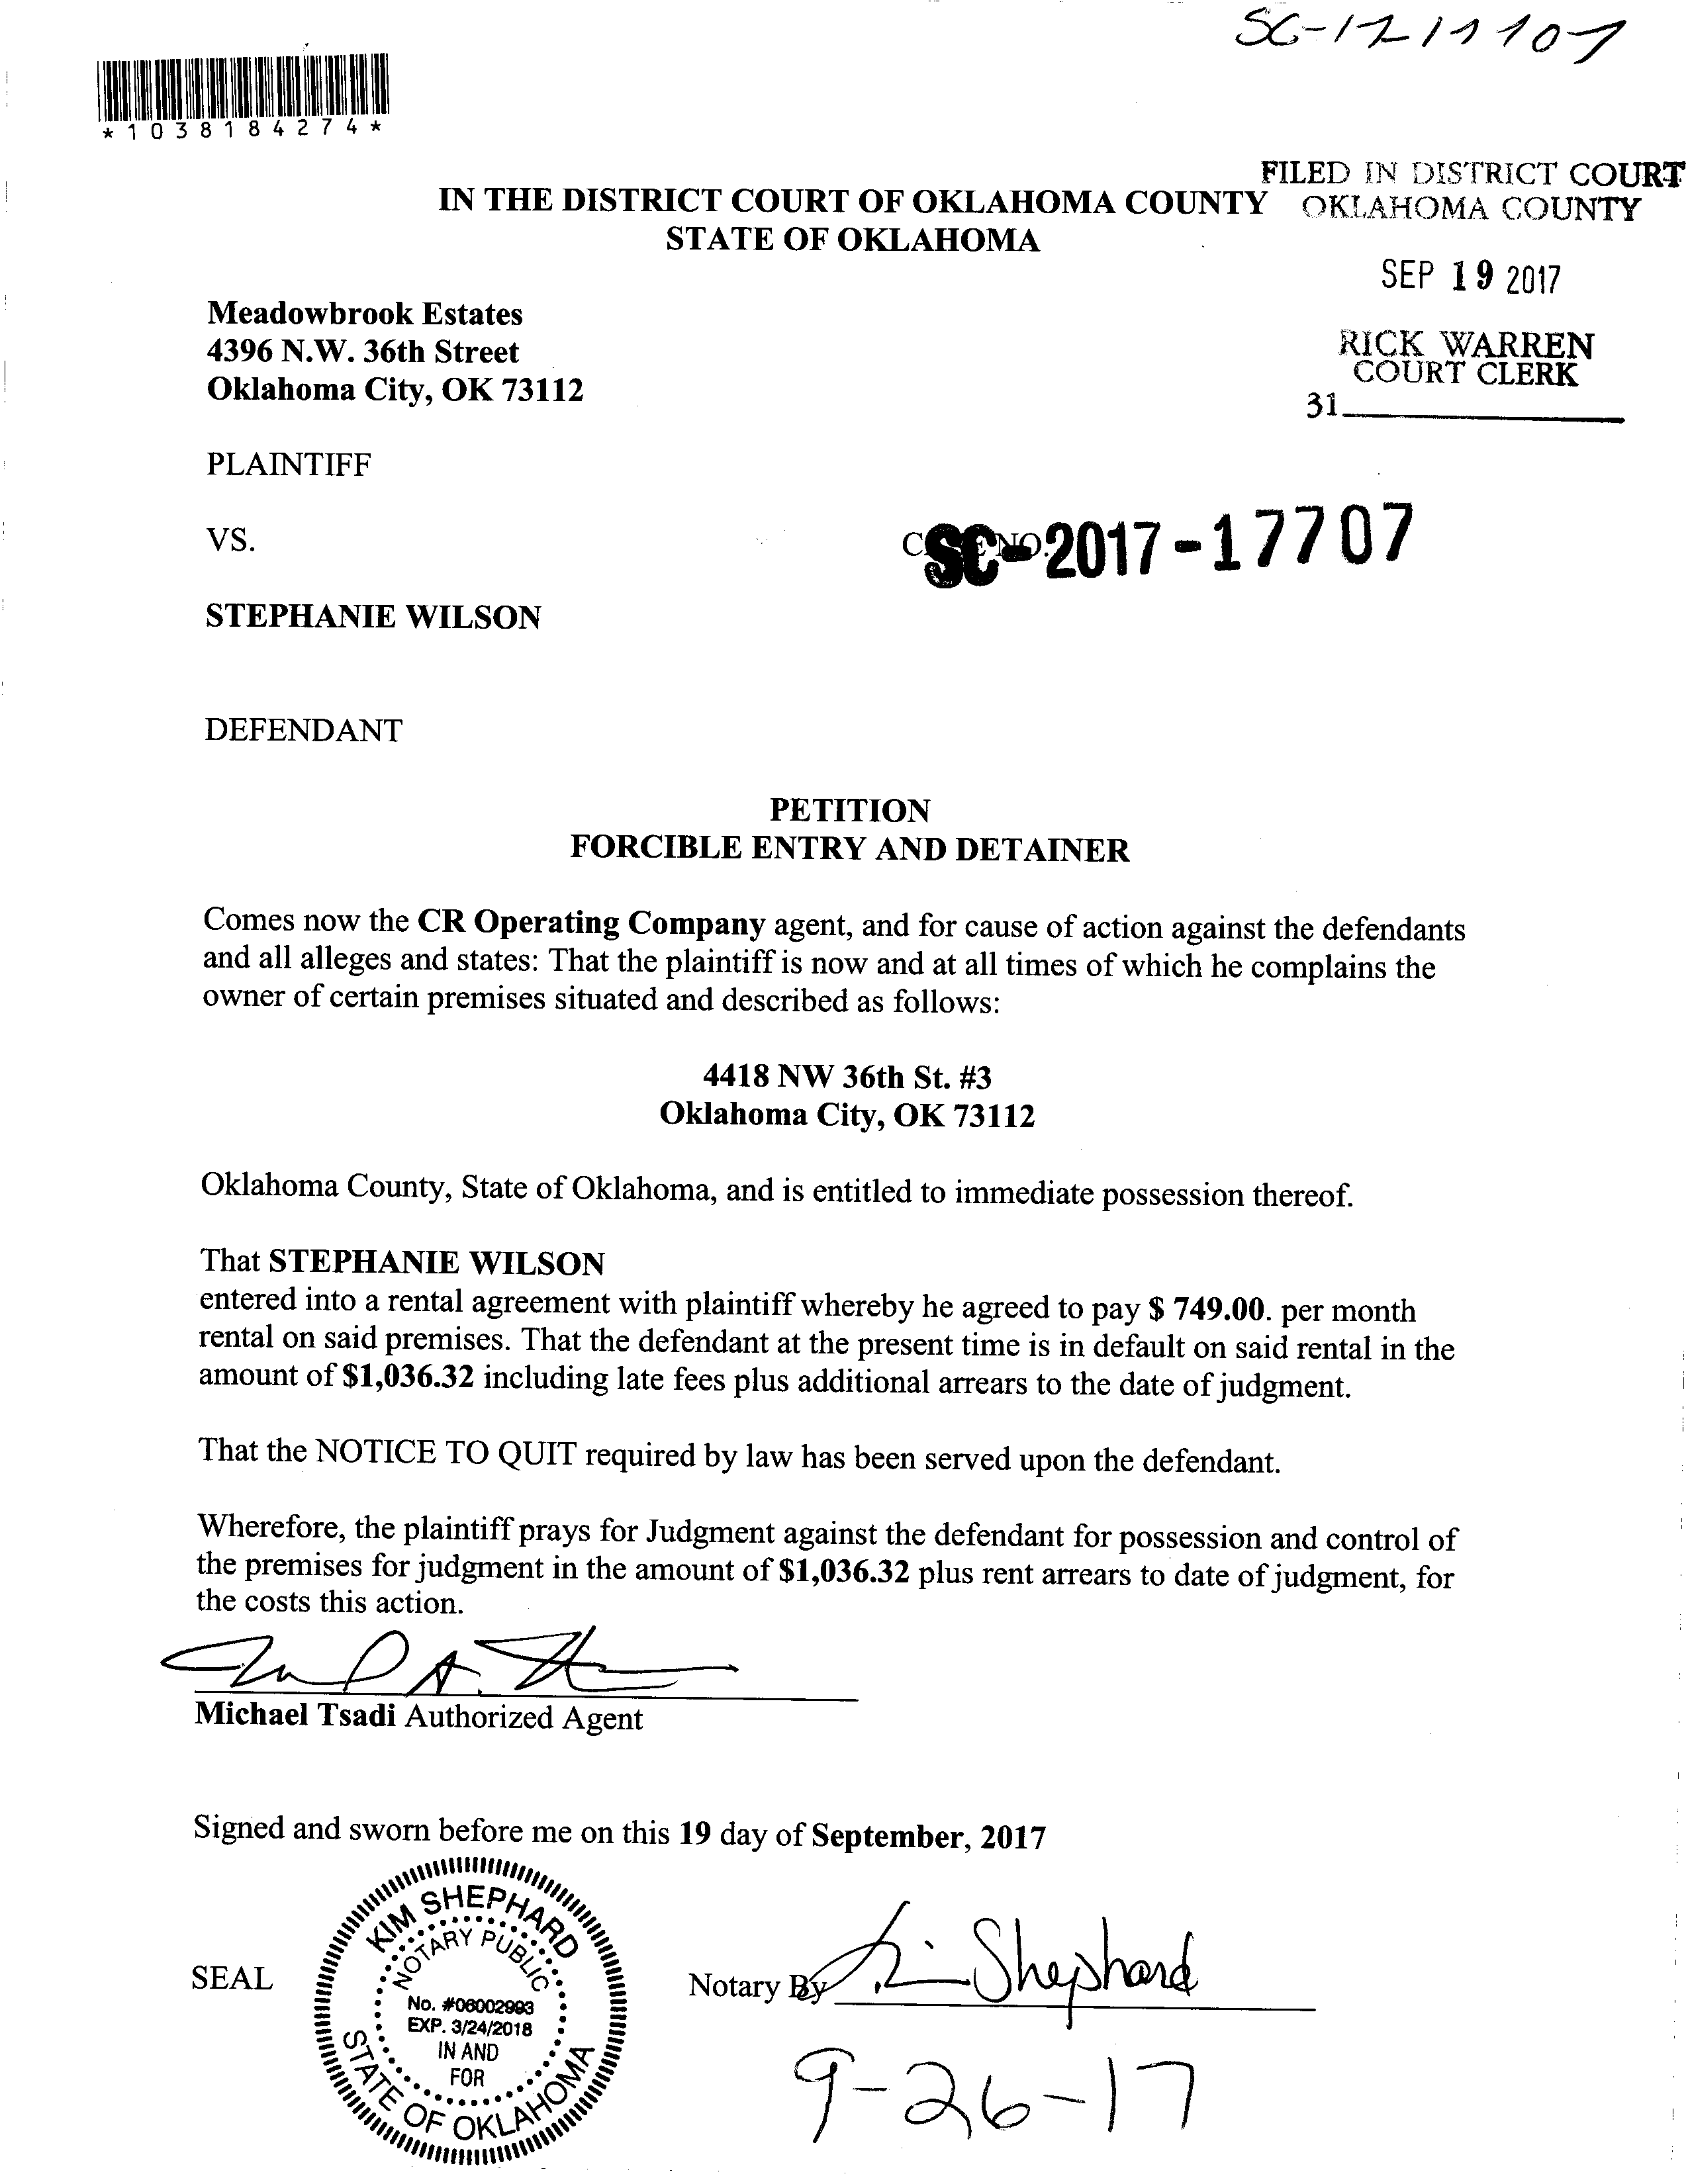 *1038184274*
FILED IN DISTRICT COURT
OKLAHOMA COUNTY
IN THE DISTRICT COURT OF OKLAHOMA COUNTY
STATE OF OKLAHOMA
SEP 19 2017
RICK WARREN
COURT CLERK
31
Meadowbrook Estates
4396 N.W. 36th Street
Oklahoma City, OK 73112
PLAINTIFF
VS.
SC-2017-17707
STEPHANIE WILSON
DEFENDANT
PETITION
FORCIBLE ENTRY AND DETAINER
Comes now the CR Operating Company agent, and for cause of action against the defendants
and all alleges and states: That the plaintiff is now and at all times of which he complains the
owner of certain premises situated and described as follows:
4418 NW 36th St. #3
Oklahoma City, OK 73112
Oklahoma County, State of Oklahoma, and is entitled to immediate possession thereof.
That STEPHANIE WILSON
entered into a rental agreement with plaintiff whereby he agreed to pay $ 749.00. per month
rental on said premises. That the defendant at the present time is in default on said rental in the
amount of $1,036.32 including late fees plus additional arrears to the date of judgment.
That the NOTICE TO QUIT required by law has been served upon the defendant.
Wherefore, the plaintiff prays for Judgment against the defendant for possession and control of
the premises for judgment in the amount of $1,036.32 plus rent arrears to date of judgment, for
the costs this action.
Michael Tsadi Authorized Agent
Signed and sworn before me on this 19 day of September, 2017
SEAL
KIM SHEPHARD
NOTARY PUBLIC
No. #06002993
EXP. 3/24/2018
IN AND
FOR
STATE OF OKLAHOMA
Notary By Kim Shephard
9-26-17